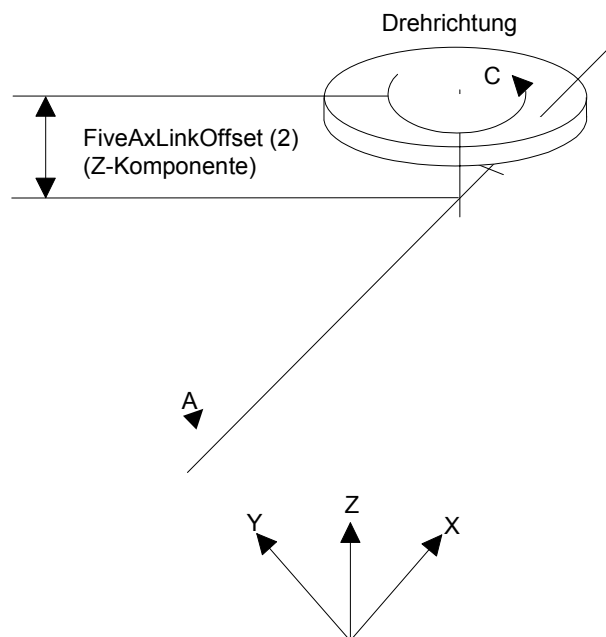 Drehrichtung
C
FiveAxLinkOffset (2)
(Z-Komponente)
A
Z
Y
X